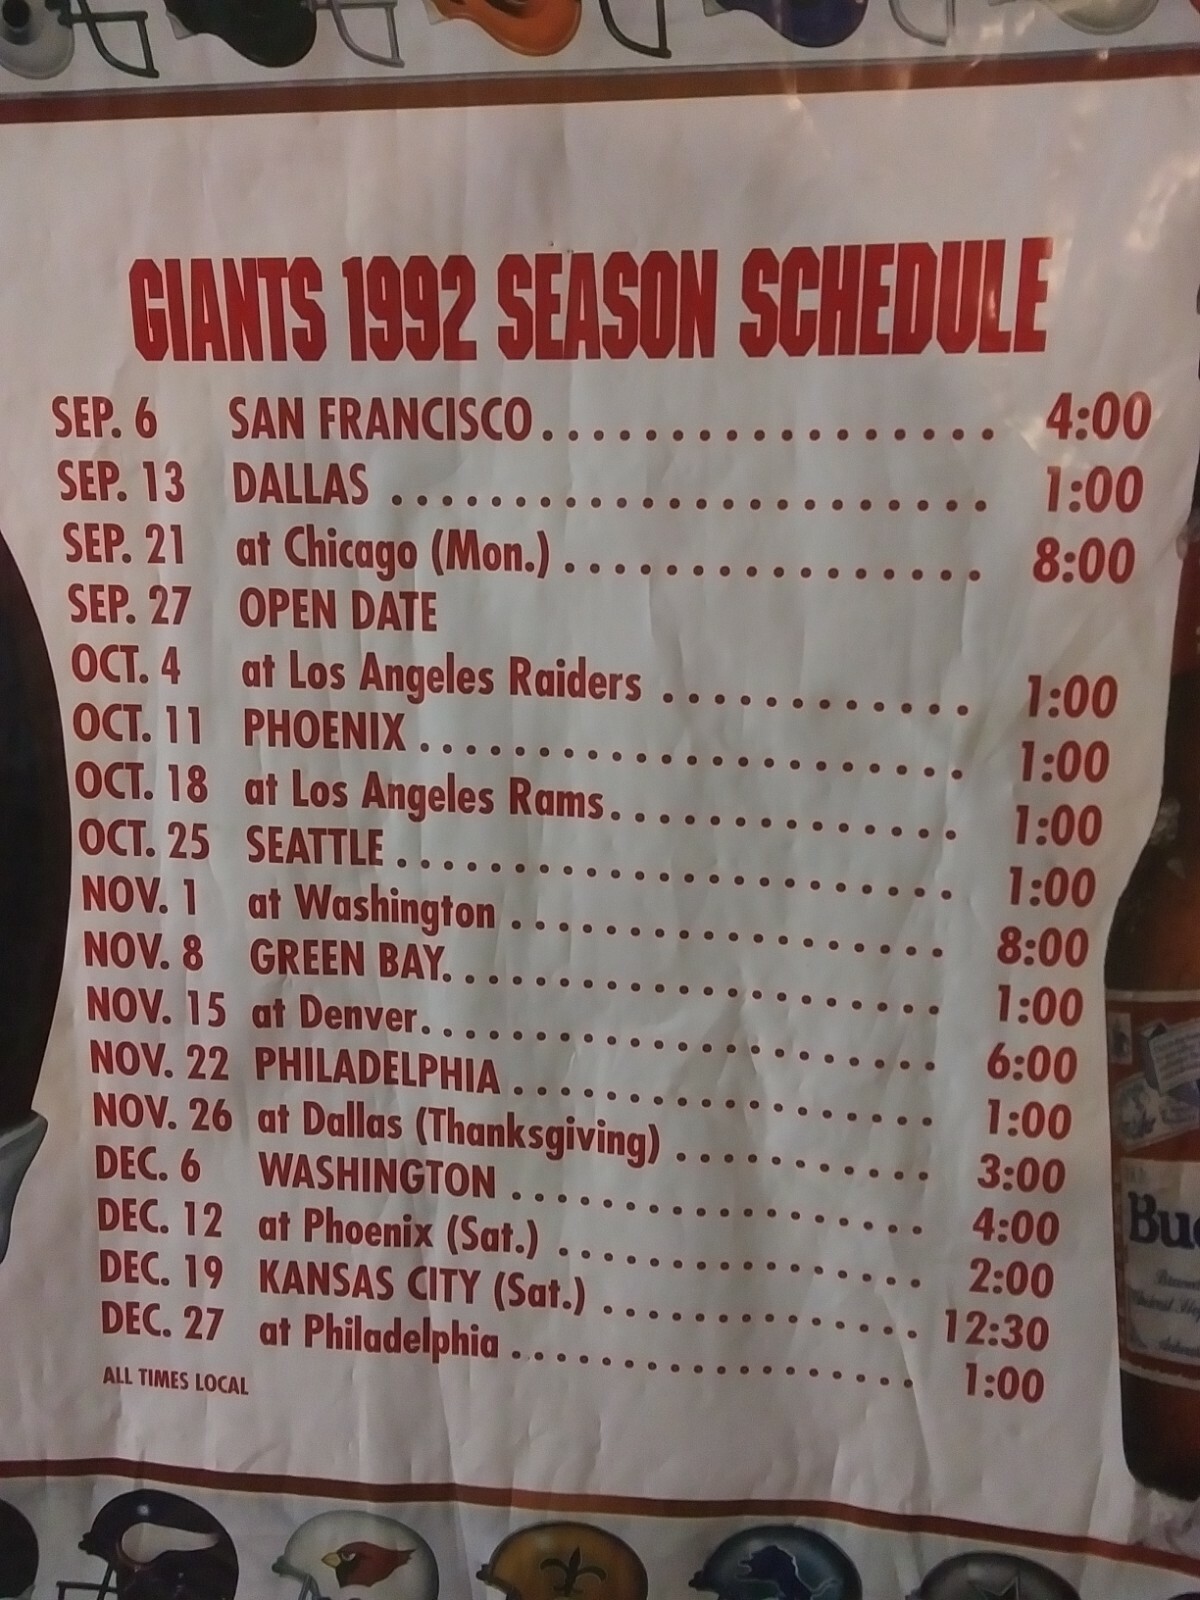 GIANTS 1992 SEASON SCHEDULE
SEP. 6 SAN FRANCISCO.................. 4:00
SEP. 13 DALLAS ........................ 1:00
SEP. 21 at Chicago (Mon.)................ 8:00
SEP. 27 OPEN DATE
OCT. 4 at Los Angeles Raiders ............ 1:00
OCT. 11 PHOENIX....................... 1:00
OCT. 18 at Los Angeles Rams.............. 1:00
OCT. 25 SEATTLE........................ 1:00
NOV. 1 at Washington .................. 8:00
NOV. 8 GREEN BAY..................... 1:00
NOV. 15 at Denver...................... 6:00
NOV. 22 PHILADELPHIA .................. 1:00
NOV. 26 at Dallas (Thanksgiving) ........... 3:00
DEC. 6 WASHINGTON .................. 4:00
DEC. 12 at Phoenix (Sat.) ................ 2:00
DEC. 19 KANSAS CITY (Sat.) .............. 12:30
DEC. 27 at Philadelphia .................. 1:00
ALL TIMES LOCAL